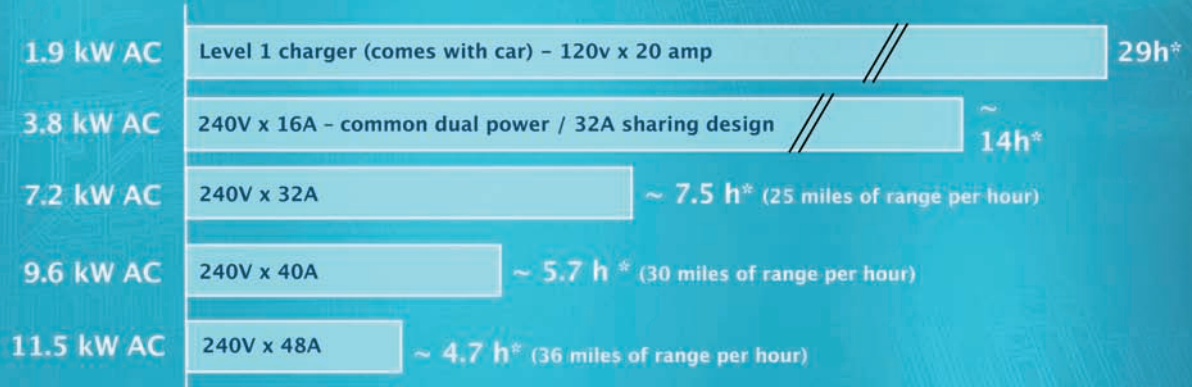 1.9 kW AC Level 1 charger (comes with car) – 120v x 20 amp 29h*
3.8 kW AC 240V x 16A – common dual power / 32A sharing design ~ 14h*
7.2 kW AC 240V x 32A ~ 7.5 h* (25 miles of range per hour)
9.6 kW AC 240V x 40A ~ 5.7 h * (30 miles of range per hour)
11.5 kW AC 240V x 48A ~ 4.7 h* (36 miles of range per hour)